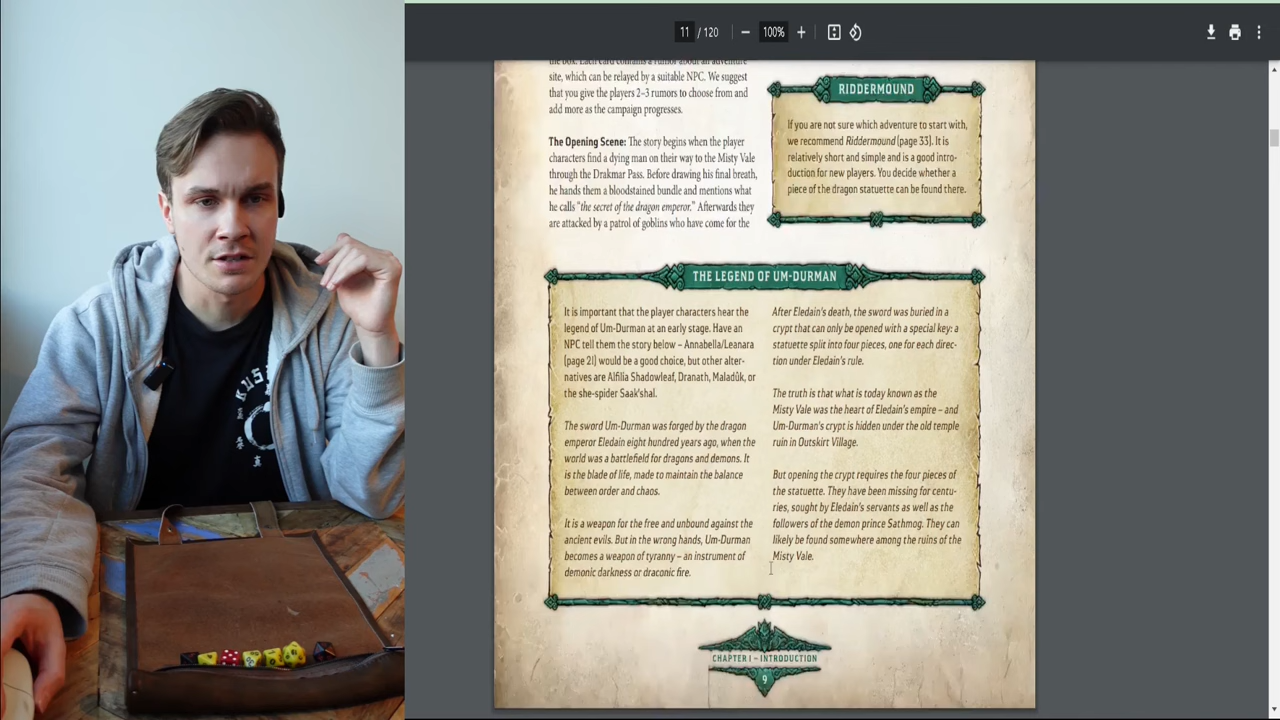 11 / 120
100%
the box. Each card contains a rumor about an adventure
site, which can be relayed by a suitable NPC. We suggest
that you give the players 2–3 rumors to choose from and
add more as the campaign progresses.
The Opening Scene: The story begins when the player
characters find a dying man on their way to the Misty Vale
through the Drakmar Pass. Before drawing his final breath,
he hands them a bloodstained bundle and mentions what
he calls "the secret of the dragon emperor." Afterwards they
are attacked by a patrol of goblins who have come for the
RIDDERMOUND
If you are not sure which adventure to start with,
we recommend Riddermound (page 33). It is
relatively short and simple and is a good intro-
duction for new players. You decide whether a
piece of the dragon statuette can be found there.
THE LEGEND OF UM-DURMAN
It is important that the player characters hear the
legend of Um-Durman at an early stage. Have an
NPC tell them the story below – Annabella/Leanara
(page 21) would be a good choice, but other alter-
natives are Alfilia Shadowleaf, Dranath, Maladûk, or
the she-spider Saak'shal.
The sword Um-Durman was forged by the dragon
emperor Eledain eight hundred years ago, when the
world was a battlefield for dragons and demons. It
is the blade of life, made to maintain the balance
between order and chaos.
It is a weapon for the free and unbound against the
ancient evils. But in the wrong hands, Um-Durman
becomes a weapon of tyranny – an instrument of
demonic darkness or draconic fire.
After Eledain's death, the sword was buried in a
crypt that can only be opened with a special key: a
statuette split into four pieces, one for each direc-
tion under Eledain's rule.
The truth is that what is today known as the
Misty Vale was the heart of Eledain's empire – and
Um-Durman's crypt is hidden under the old temple
ruin in Outskirt Village.
But opening the crypt requires the four pieces of
the statuette. They have been missing for centu-
ries, sought by Eledain's servants as well as the
followers of the demon prince Sathmog. They can
likely be found somewhere among the ruins of the
Misty Vale.
CHAPTER 1 – INTRODUCTION
9